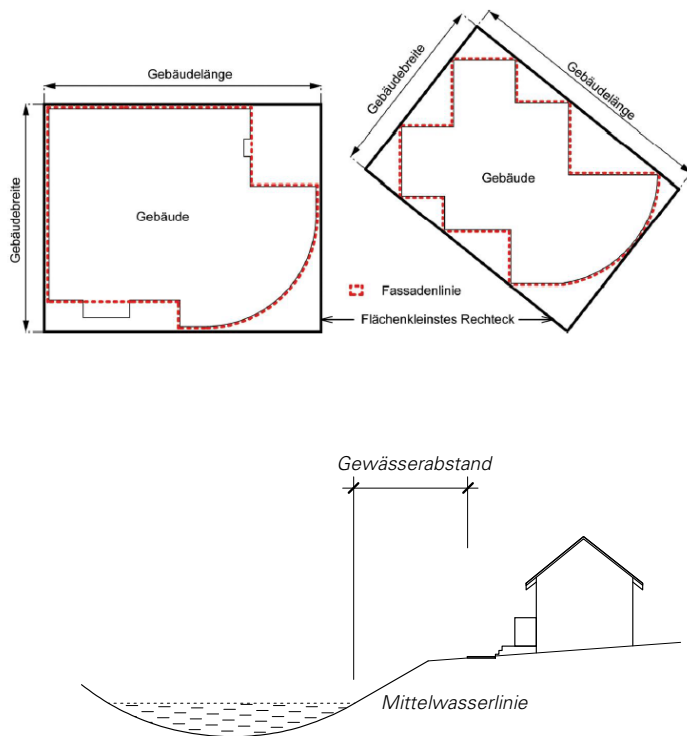 Gebäudelänge
Gebäudebreite
Gebäude
Gebäudebreite
Gebäudelänge
Gebäude
Fassadenlinie
Flächenkleinstes Rechteck
Gewässerabstand
Mittelwasserlinie